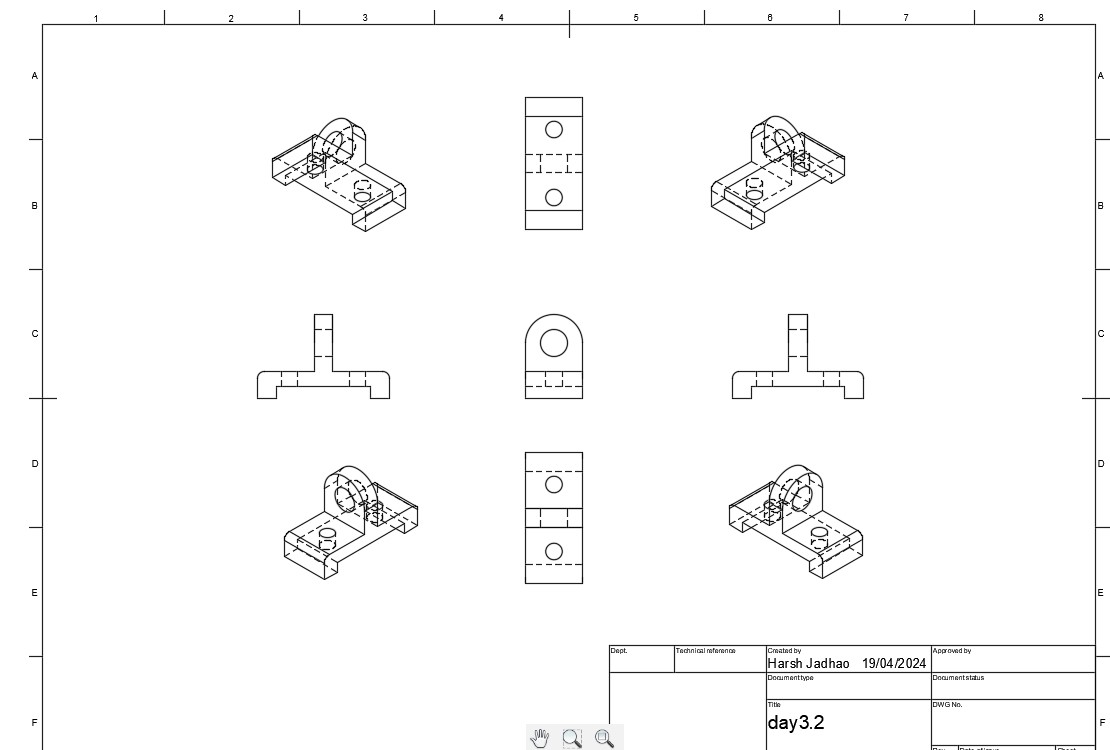 1 2 3 4 5 6 7 8
A A
B B
C C
D D
E E
Dept. Technical reference Created by Approved by
Harsh Jadhao 19/04/2024
Document type Document status
Title DWG No.
day3.2
F F